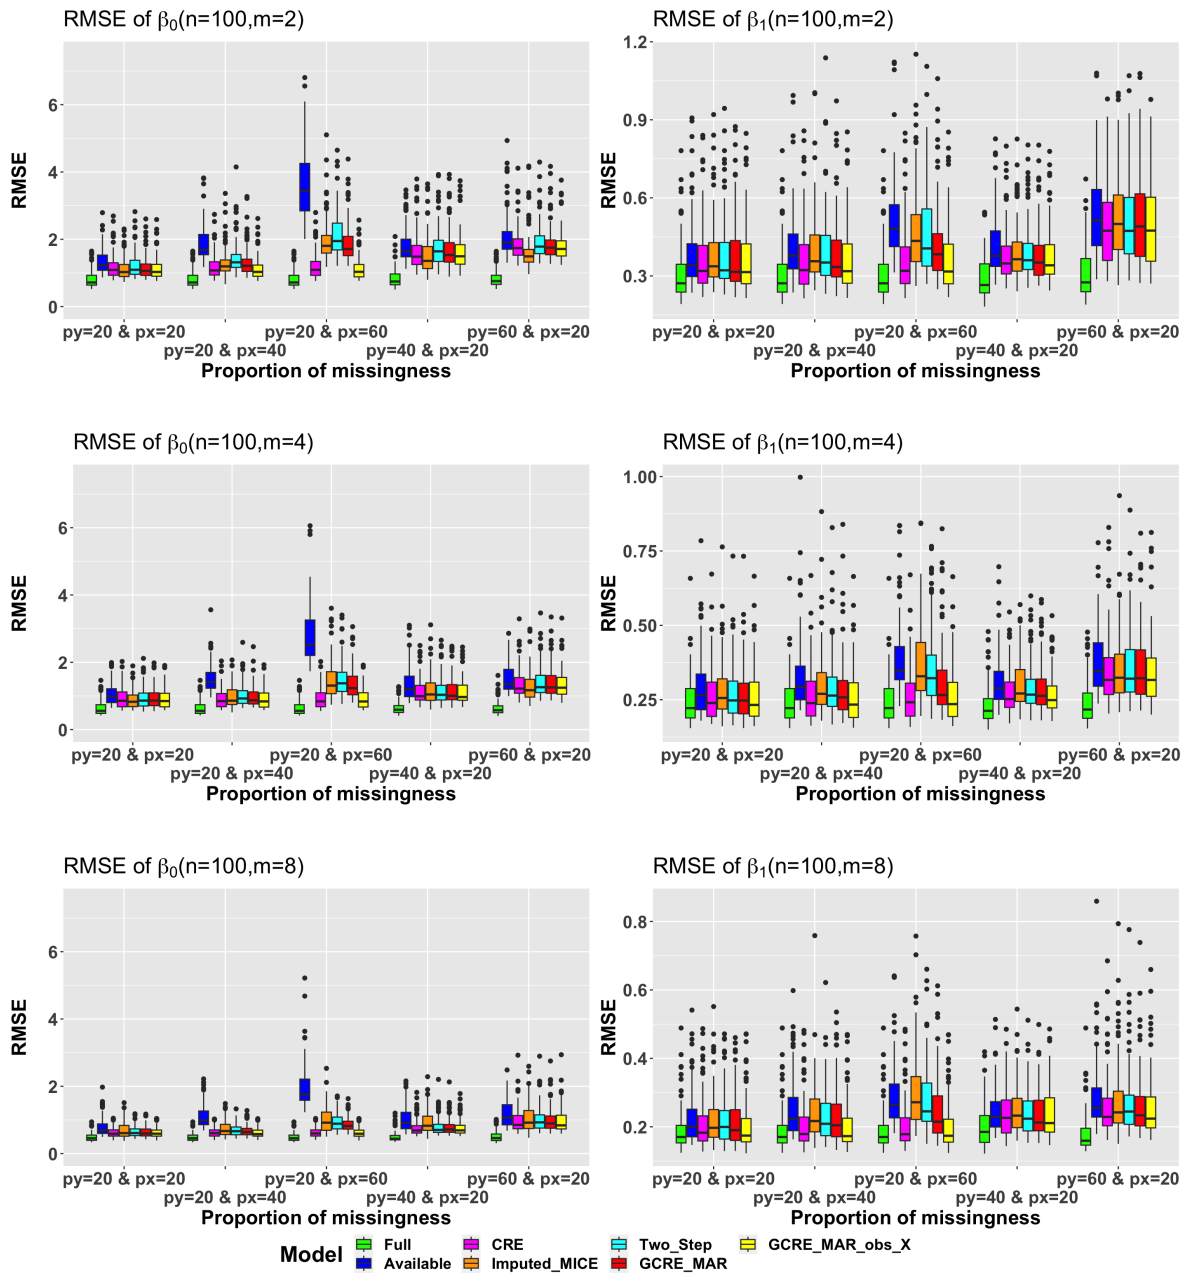 RMSE of β0(n=100,m=2)
RMSE
6
4
2
0
py=20 & px=20
py=20 & px=40
py=20 & px=60
py=40 & px=20
py=60 & px=20
Proportion of missingness
RMSE of β1(n=100,m=2)
RMSE
1.2
0.9
0.6
0.3
py=20 & px=20
py=20 & px=40
py=20 & px=60
py=40 & px=20
py=60 & px=20
Proportion of missingness
RMSE of β0(n=100,m=4)
RMSE
6
4
2
0
py=20 & px=20
py=20 & px=40
py=20 & px=60
py=40 & px=20
py=60 & px=20
Proportion of missingness
RMSE of β1(n=100,m=4)
RMSE
1.00
0.75
0.50
0.25
py=20 & px=20
py=20 & px=40
py=20 & px=60
py=40 & px=20
py=60 & px=20
Proportion of missingness
RMSE of β0(n=100,m=8)
RMSE
6
4
2
0
py=20 & px=20
py=20 & px=40
py=20 & px=60
py=40 & px=20
py=60 & px=20
Proportion of missingness
RMSE of β1(n=100,m=8)
RMSE
0.8
0.6
0.4
0.2
py=20 & px=20
py=20 & px=40
py=20 & px=60
py=40 & px=20
py=60 & px=20
Proportion of missingness
Model
Full
Available
CRE
Imputed_MICE
Two_Step
GCRE_MAR
GCRE_MAR_obs_X